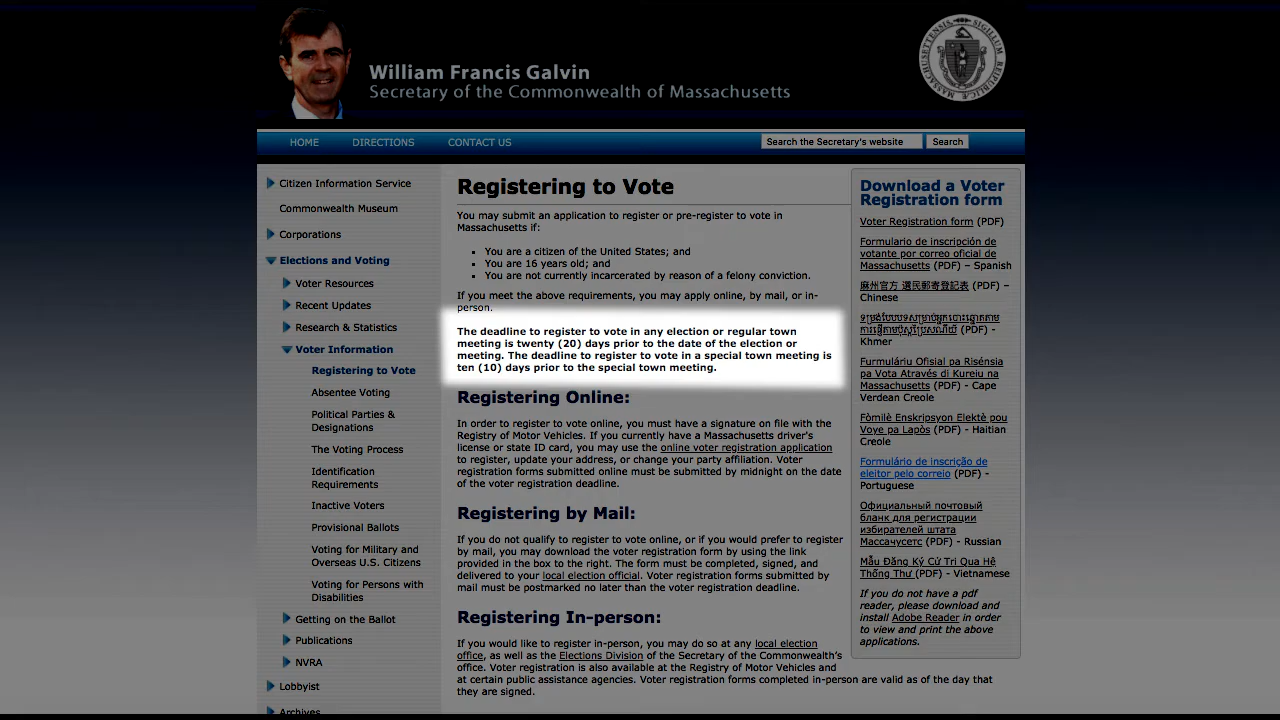 William Francis Galvin
Secretary of the Commonwealth of Massachusetts
HOME
DIRECTIONS
CONTACT US
Search the Secretary's website
Search
Citizen Information Service
Commonwealth Museum
Corporations
Elections and Voting
Voter Resources
Recent Updates
Research & Statistics
Voter Information
Registering to Vote
Absentee Voting
Political Parties &
Designations
The Voting Process
Identification
Requirements
Inactive Voters
Provisional Ballots
Voting for Military and
Overseas U.S. Citizens
Voting for Persons with
Disabilities
Getting on the Ballot
Publications
NVRA
Lobbyist
Archives
Registering to Vote
You may submit an application to register or pre-register to vote in
Massachusetts if:
You are a citizen of the United States; and
You are 16 years old; and
You are not currently incarcerated by reason of a felony conviction.
If you meet the above requirements, you may apply online, by mail, or in-
person.
The deadline to register to vote in any election or regular town
meeting is twenty (20) days prior to the date of the election or
meeting. The deadline to register to vote in a special town meeting is
ten (10) days prior to the special town meeting.
Registering Online:
In order to register to vote online, you must have a signature on file with the
Registry of Motor Vehicles. If you currently have a Massachusetts driver's
license or state ID card, you may use the online voter registration application
to register, update your address, or change your party affiliation. Voter
registration forms submitted online must be submitted by midnight on the date
of the voter registration deadline.
Registering by Mail:
If you do not qualify to register to vote online, or if you would prefer to register
by mail, you may download the voter registration form by using the link
provided in the box to the right. The form must be completed, signed, and
delivered to your local election official. Voter registration forms submitted by
mail must be postmarked no later than the voter registration deadline.
Registering In-person:
If you would like to register in-person, you may do so at any local election
office, as well as the Elections Division of the Secretary of the Commonwealth's
office. Voter registration is also available at the Registry of Motor Vehicles and
at certain public assistance agencies. Voter registration forms completed in-person are valid as of the day that
they are signed.
Download a Voter
Registration form
Voter Registration form (PDF)
Formulario de inscripción de
votante por correo oficial de
Massachusetts (PDF) – Spanish
麻州官方 選民郵寄登記表 (PDF) –
Chinese
(PDF) -
Khmer
Furmuláriu Ofisial pa Risénsia
pa Vota Através di Kureiu na
Massachusetts (PDF) - Cape
Verdean Creole
Fòmilè Enskripsyon Elektè pou
Voye pa Lapòs (PDF) - Haitian
Creole
Formulário de inscrição de
eleitor pelo correio (PDF) -
Portuguese
Официальный почтовый
бланк для регистрации
избирателей штата
Массачусетс (PDF) - Russian
Mẫu Đăng Ký Cử Tri Qua Hệ
Thống Thư (PDF) - Vietnamese
If you do not have a pdf
reader, please download and
install Adobe Reader in order
to view and print the above
applications.